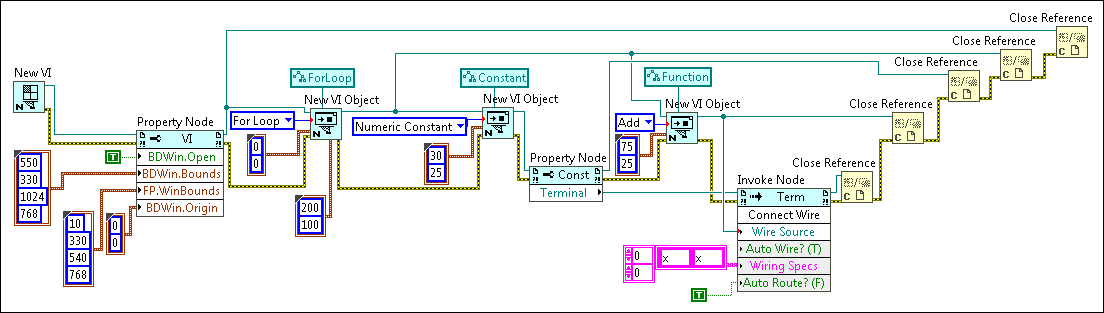 Close Reference
Close Reference
Close Reference
New VI
ForLoop
Constant
Function
New VI Object
New VI Object
New VI Object
Close Reference
Property Node
VI
For Loop
Numeric Constant
Add
N
N
N
N
C
C
C
C
C
T
BDWin.Open
BDWin.Bounds
FP.WinBounds
BDWin.Origin
550
330
1024
768
10
330
540
768
0
0
0
0
200
100
30
25
75
25
Property Node
Const
Terminal
Close Reference
Invoke Node
Term
Connect Wire
Wire Source
Auto Wire? (T)
Wiring Specs
Auto Route? (F)
0
0
x
x
T